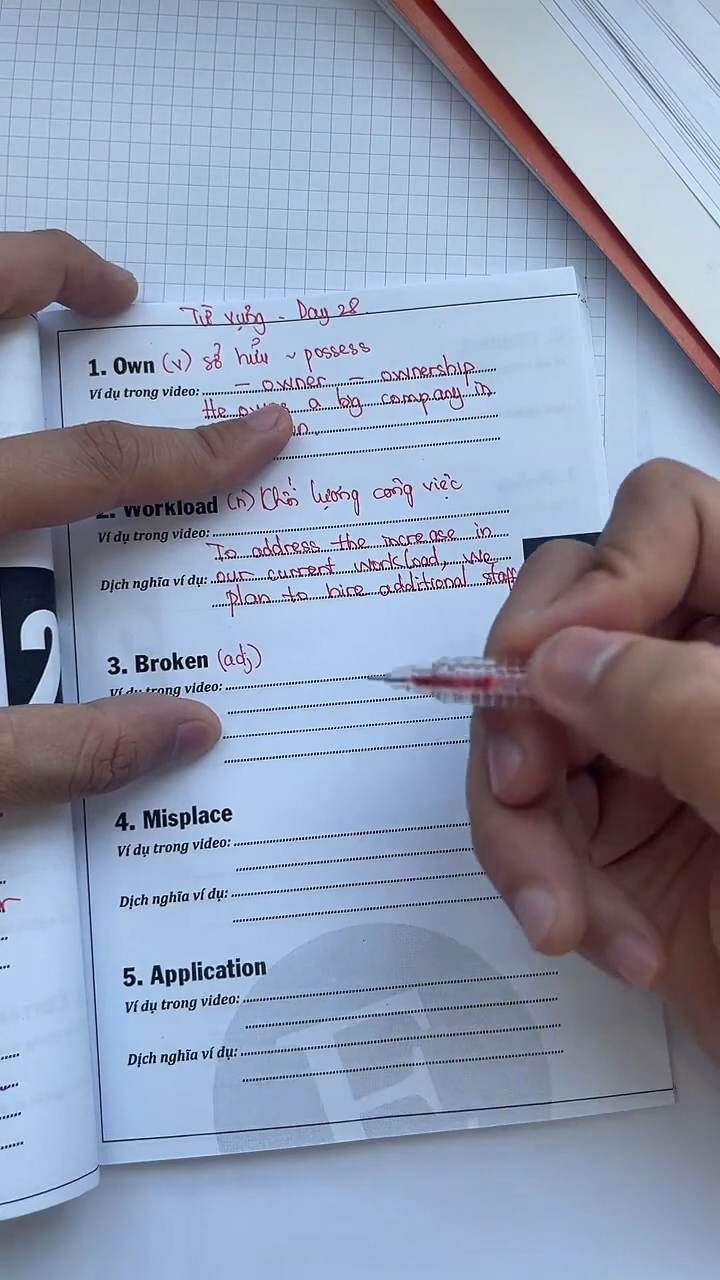 Từ vựng - Day 28
1. Own (v) sở hữu ~ possess
Ví dụ trong video: - owner - ownership
He owns a big company in
2. Workload (n) Khối lượng công việc
Ví dụ trong video:
To address the increase in
Dịch nghĩa ví dụ: our current workload, we
plan to hire additional staff
3. Broken (adj)
Ví dụ trong video:
4. Misplace
Ví dụ trong video:
Dịch nghĩa ví dụ:
5. Application
Ví dụ trong video:
Dịch nghĩa ví dụ: